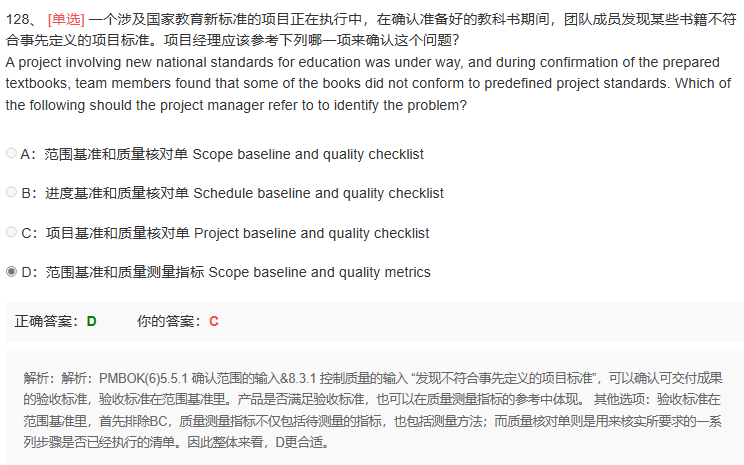 128、 [单选] 一个涉及国家教育新标准的项目正在执行中，在确认准备好的教科书期间，团队成员发现某些书籍不符
合事先定义的项目标准。项目经理应该参考下列哪一项来确认这个问题？
A project involving new national standards for education was under way, and during confirmation of the prepared
textbooks, team members found that some of the books did not conform to predefined project standards. Which of
the following should the project manager refer to to identify the problem?
A：范围基准和质量核对单 Scope baseline and quality checklist
B：进度基准和质量核对单 Schedule baseline and quality checklist
C：项目基准和质量核对单 Project baseline and quality checklist
D：范围基准和质量测量指标 Scope baseline and quality metrics
正确答案：D 你的答案：C
解析：解析：PMBOK(6)5.5.1 确认范围的输入&8.3.1 控制质量的输入 “发现不符合事先定义的项目标准”，可以确认可交付成果
的验收标准，验收标准在范围基准里。产品是否满足验收标准，也可以在质量测量指标的参考中体现。 其他选项：验收标准在
范围基准里，首先排除BC，质量测量指标不仅包括待测量的指标，也包括测量方法；而质量核对单则是用来核实所要求的一系
列步骤是否已经执行的清单。因此整体来看，D更合适。